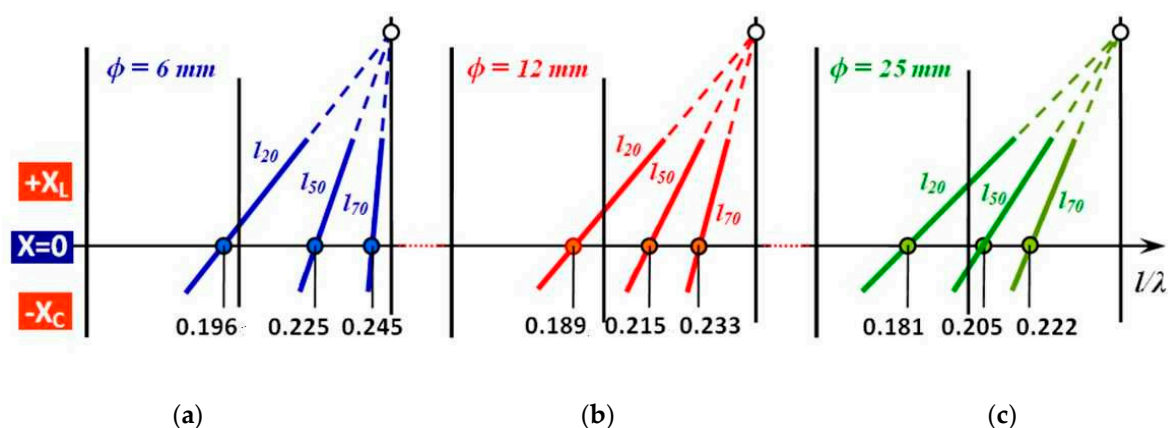 ϕ = 6 mm
ϕ = 12 mm
ϕ = 25 mm
l20
l50
l70
l20
l50
l70
l20
l50
l70
+XL
X=0
-XC
l/λ
0.196
0.225
0.245
0.189
0.215
0.233
0.181
0.205
0.222
(a)
(b)
(c)